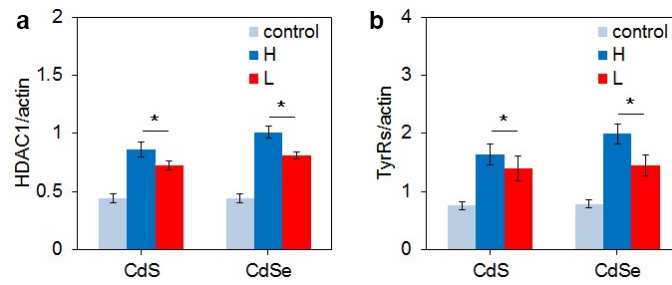 a
HDAC1/actin
2
1.5
1
0.5
0
control
H
L
*
*
CdS
CdSe
b
TyrRs/actin
4
3
2
1
0
control
H
L
*
*
CdS
CdSe